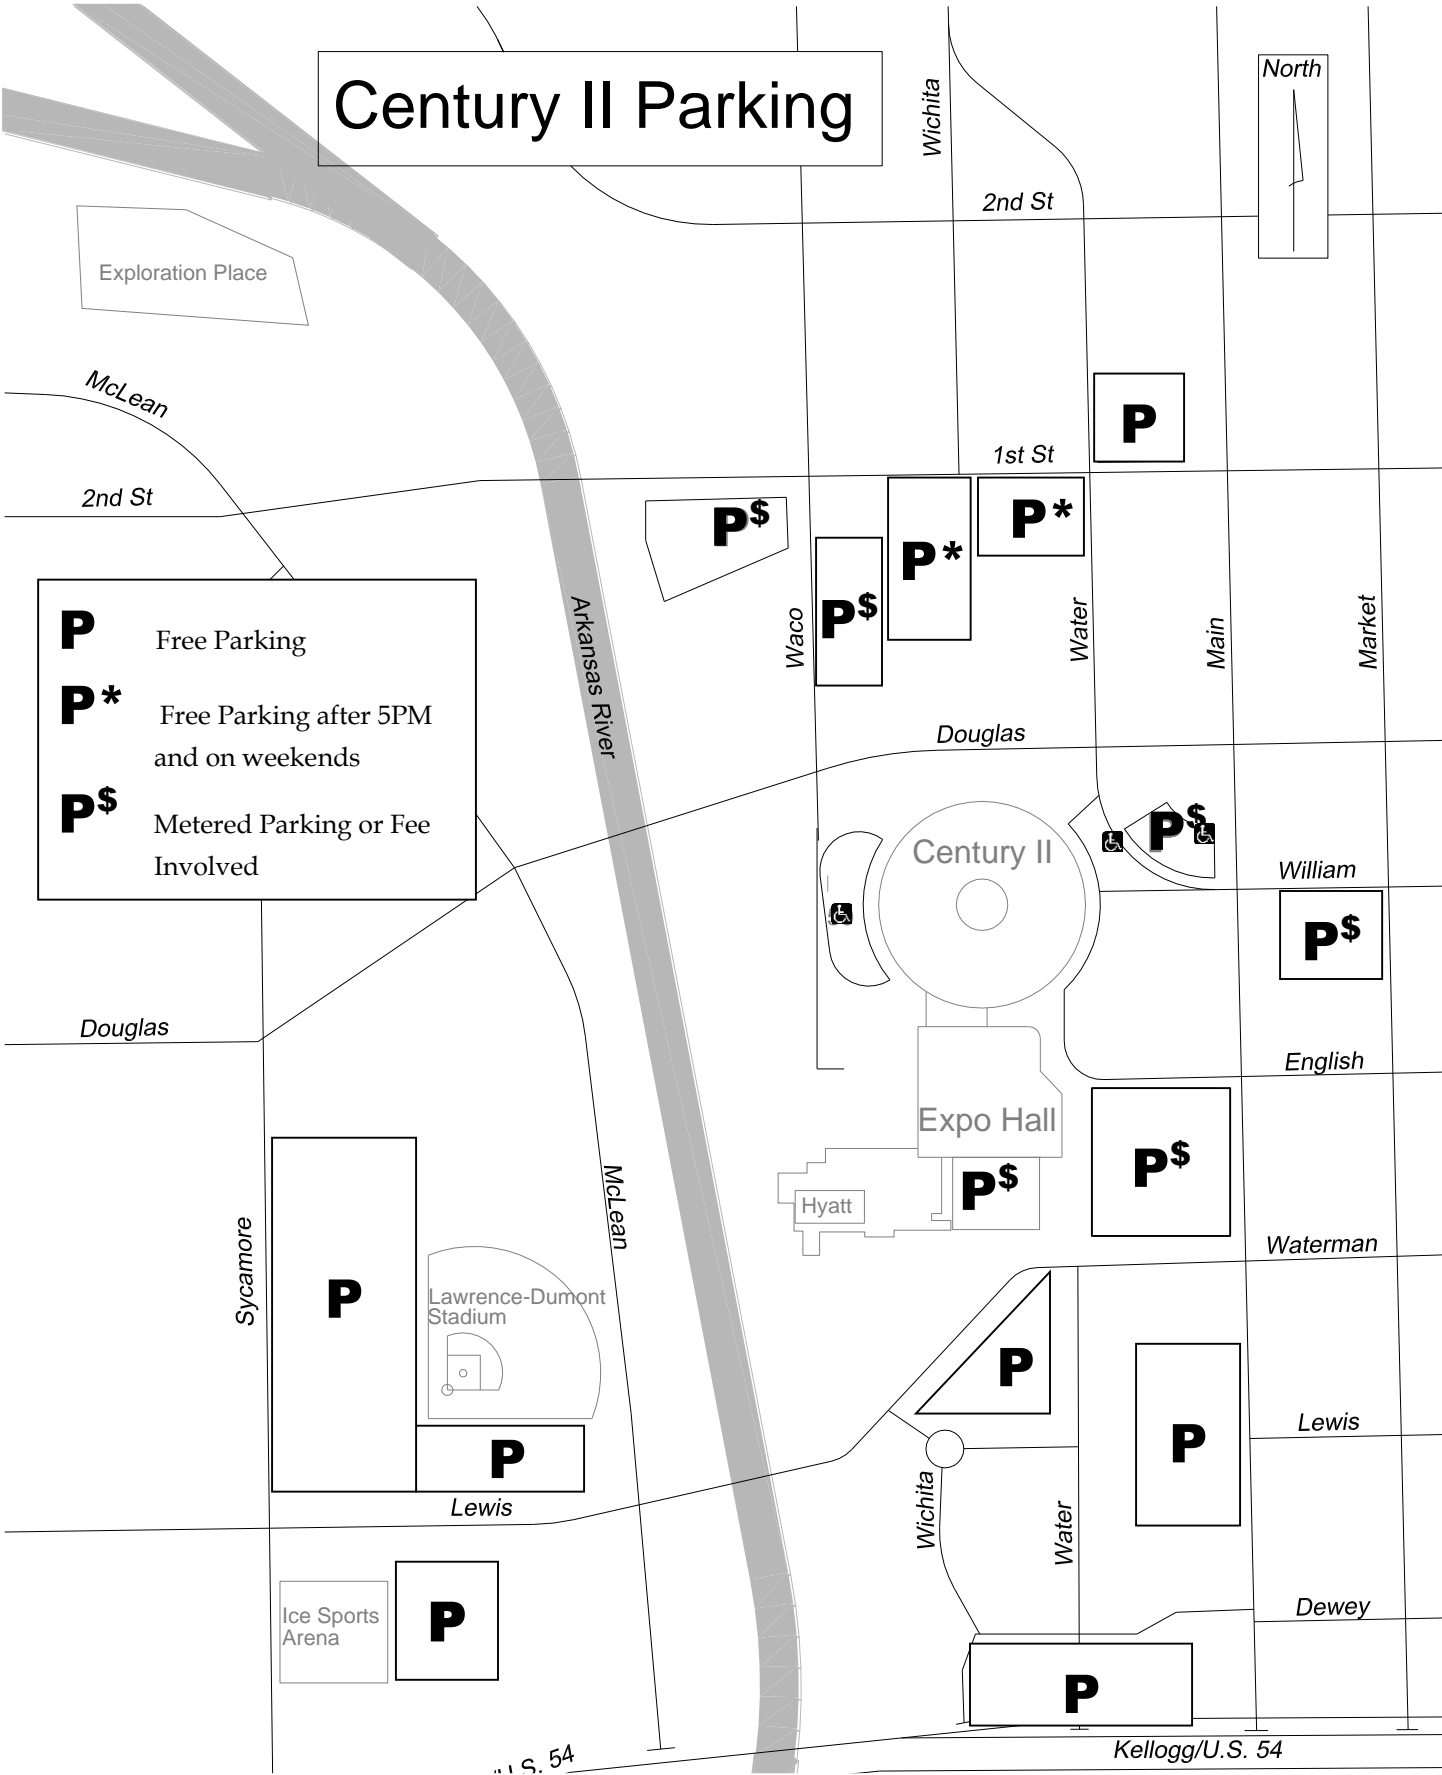 Century II Parking
North
Wichita
2nd St
Exploration Place
McLean
P
1st St
2nd St
P$
P*
P*
P$
P Free Parking
P* Free Parking after 5PM
and on weekends
P$ Metered Parking or Fee
Involved
Arkansas River
Waco
Water
Main
Market
Douglas
Century II
P$
William
P$
Douglas
English
Expo Hall
P$
P$
Hyatt
McLean
Sycamore
Waterman
P
Lawrence-Dumont
Stadium
P
P
Lewis
P
Lewis
Wichita
Water
Ice Sports
Arena
P
Dewey
P
Kellogg/U.S. 54
/U.S. 54